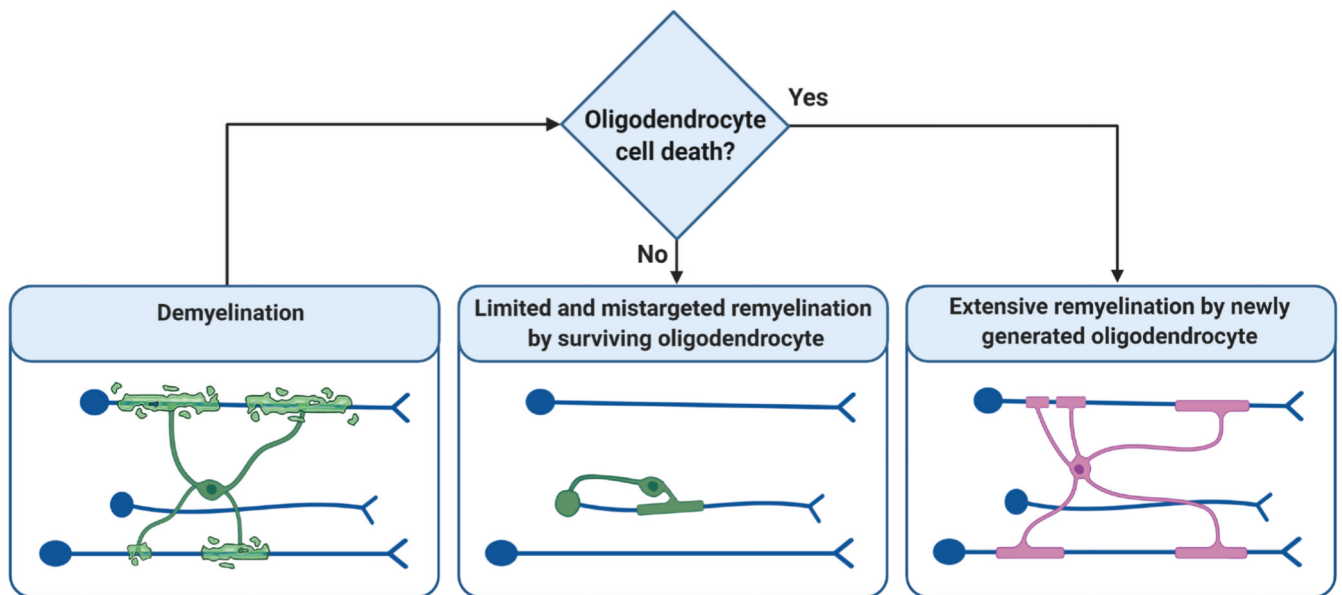 Oligodendrocyte
cell death?
Yes
No
Demyelination
Limited and mistargeted remyelination
by surviving oligodendrocyte
Extensive remyelination by newly
generated oligodendrocyte